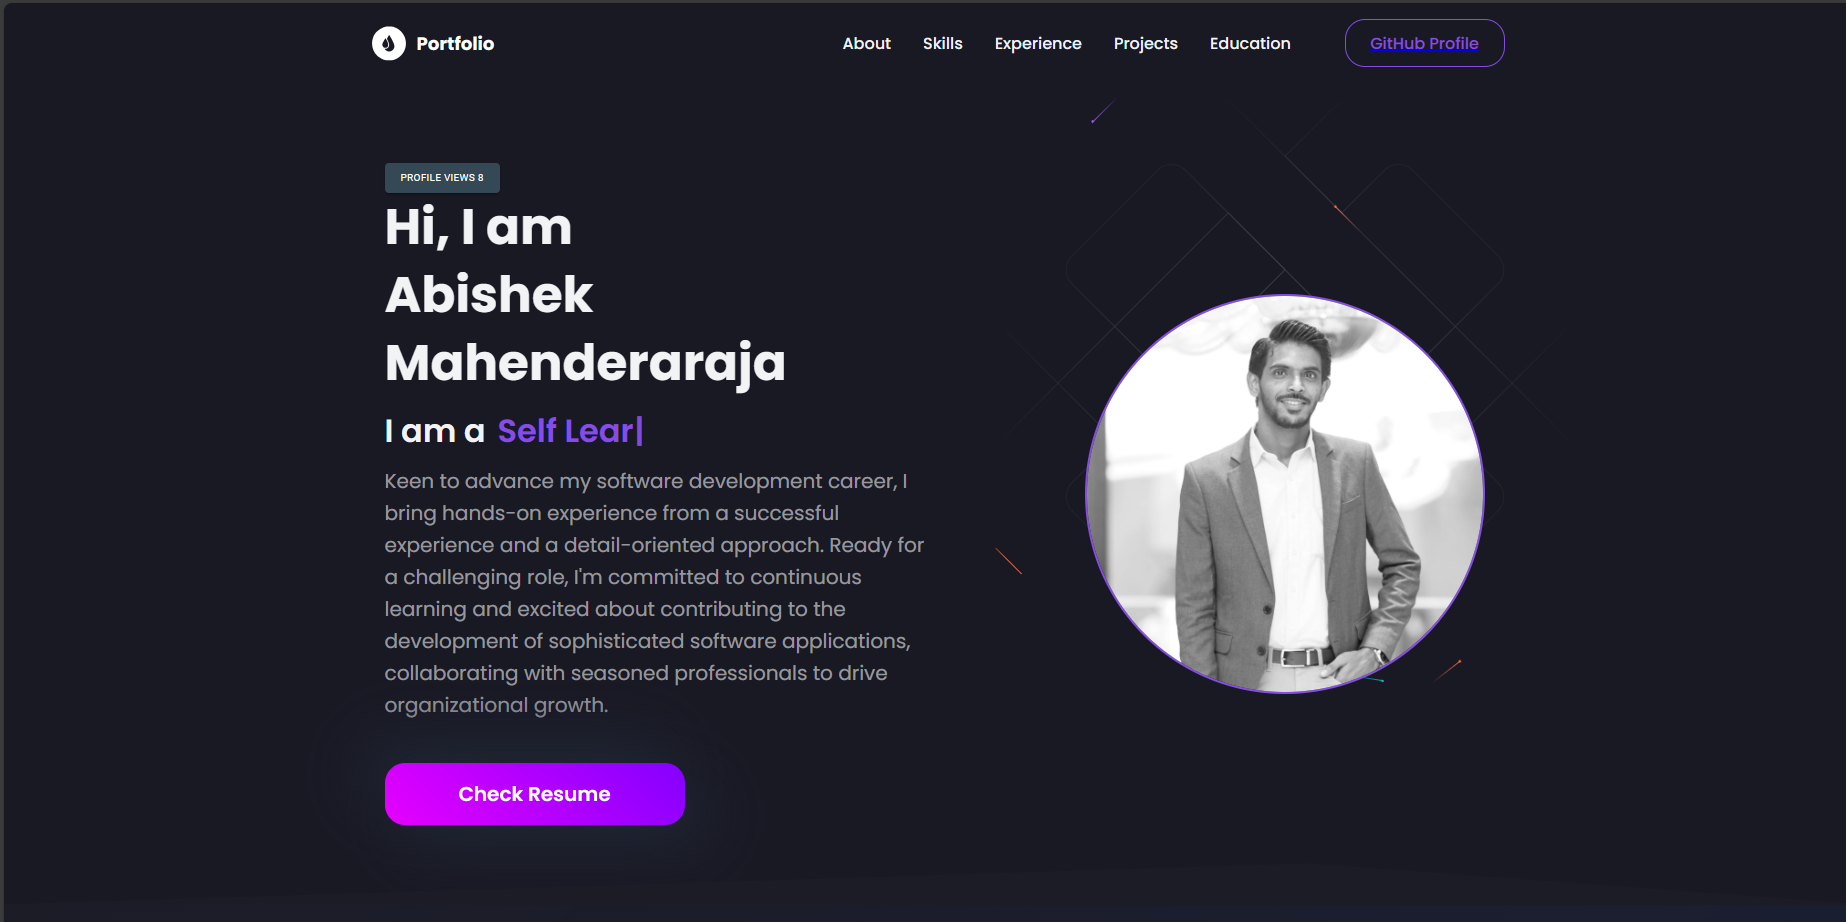 Portfolio
About
Skills
Experience
Projects
Education
GitHub Profile
PROFILE VIEWS 8
Hi, I am
Abishek
Mahenderaraja
I am a Self Lear|
Keen to advance my software development career, I
bring hands-on experience from a successful
experience and a detail-oriented approach. Ready for
a challenging role, I'm committed to continuous
learning and excited about contributing to the
development of sophisticated software applications,
collaborating with seasoned professionals to drive
organizational growth.
Check Resume